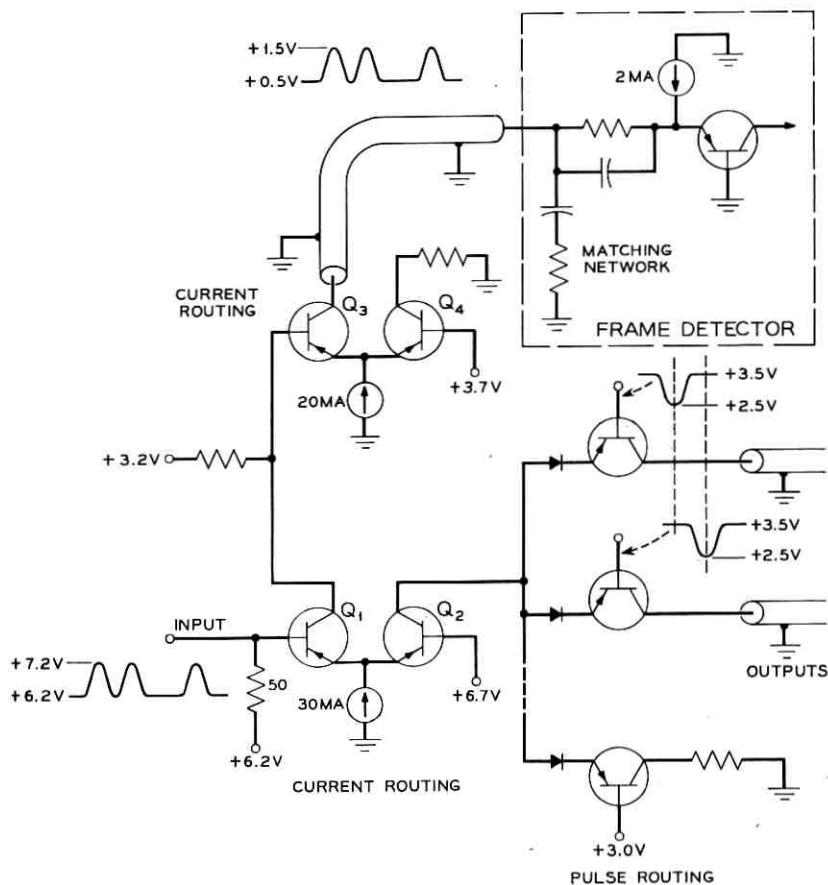 +1.5V
+0.5V
2MA
MATCHING
NETWORK
FRAME DETECTOR
CURRENT
ROUTING
Q3
Q4
20MA
+3.7V
+3.5V
+2.5V
+3.2V
+3.5V
+2.5V
INPUT
Q1
Q2
OUTPUTS
+7.2V
+6.2V
50
30MA
+6.7V
+6.2V
CURRENT ROUTING
+3.0V
PULSE ROUTING